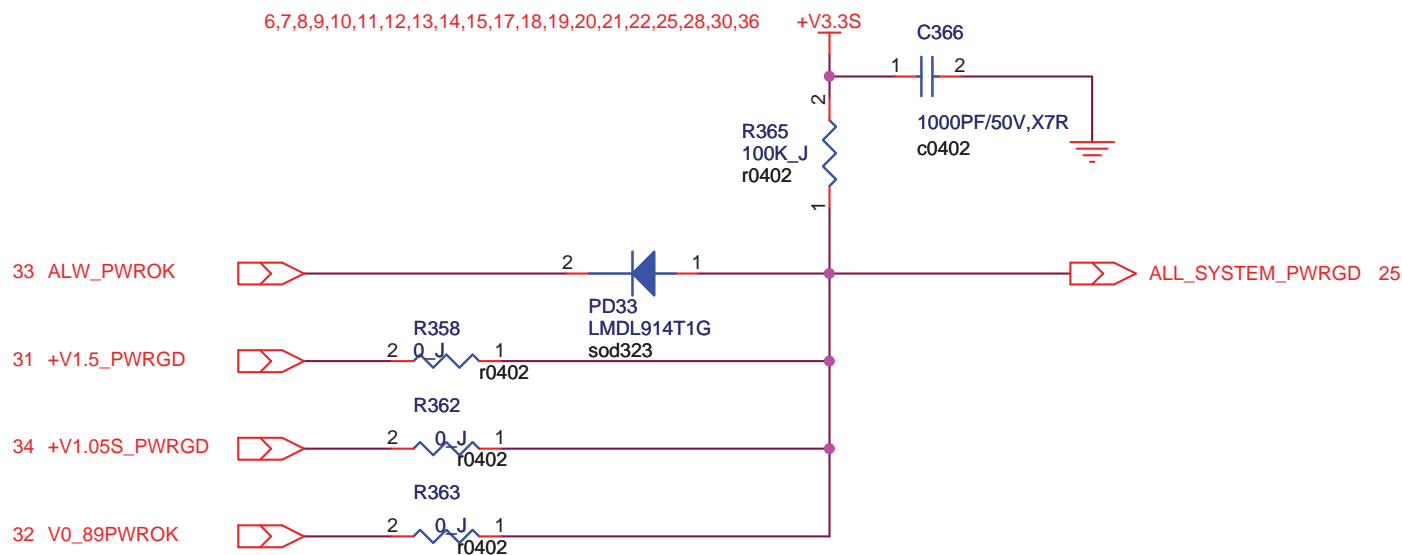 6,7,8,9,10,11,12,13,14,15,17,18,19,20,21,22,25,28,30,36 +V3.3S
C366
1 2
1000PF/50V,X7R
c0402
2
R365
100K_J
r0402
1
33 ALW_PWROK 2 1 ALL_SYSTEM_PWRGD 25
PD33
LMDL914T1G
sod323
R358
31 +V1.5_PWRGD 2 0_J 1
r0402
R362
34 +V1.05S_PWRGD 2 0_J 1
r0402
R363
32 V0_89PWROK 2 0_J 1
r0402